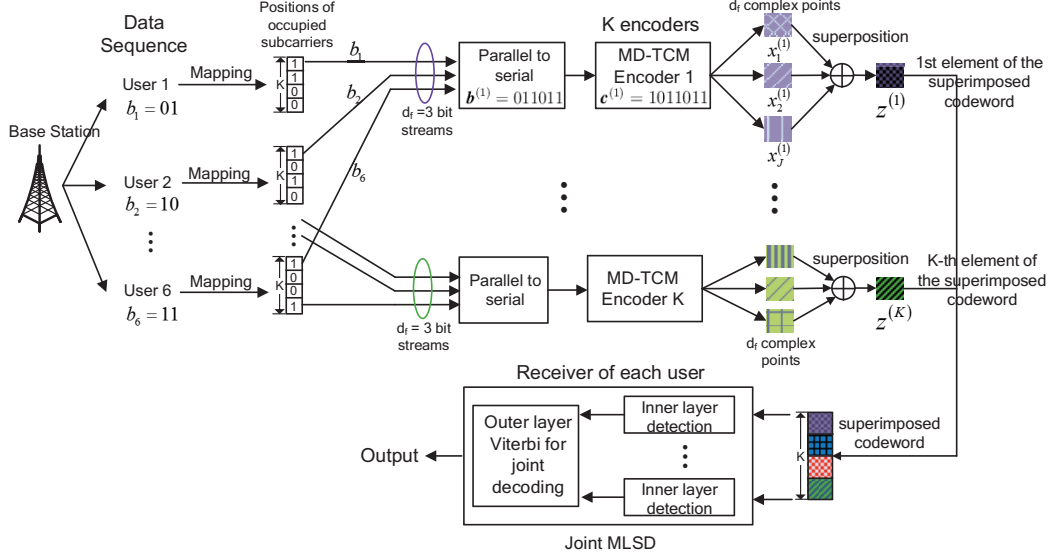 Data
Sequence
Positions of
occupied
subcarriers
K encoders
d_f complex points
Base Station
User 1
b_1 = 01
Mapping
K
1
1
0
0
b_1
b_2
b_6
d_f =3 bit
streams
Parallel to
serial
b^(1) = 011011
MD-TCM
Encoder 1
c^(1) = 1011011
x_1^(1)
x_2^(1)
x_J^(1)
superposition
z^(1)
1st element of the
superimposed
codeword
User 2
b_2 = 10
Mapping
K
1
0
1
0
User 6
b_6 = 11
Mapping
K
1
0
0
1
d_f = 3 bit
streams
Parallel to
serial
MD-TCM
Encoder K
superposition
d_f complex
points
z^(K)
K-th element of
the superimposed
codeword
Receiver of each user
Output
Outer layer
Viterbi for
joint
decoding
Inner layer
detection
Inner layer
detection
K
superimposed
codeword
Joint MLSD